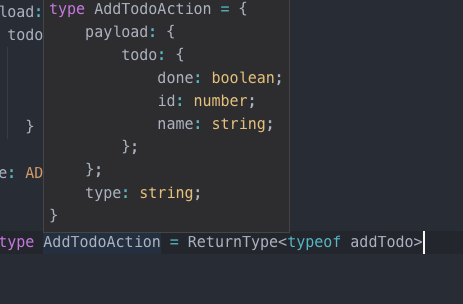 type AddTodoAction = {
load:
payload: {
todo
todo: {
done: boolean;
id: number;
name: string;
}
};
};
e: AD
type: string;
}
type AddTodoAction = ReturnType<typeof addTodo>